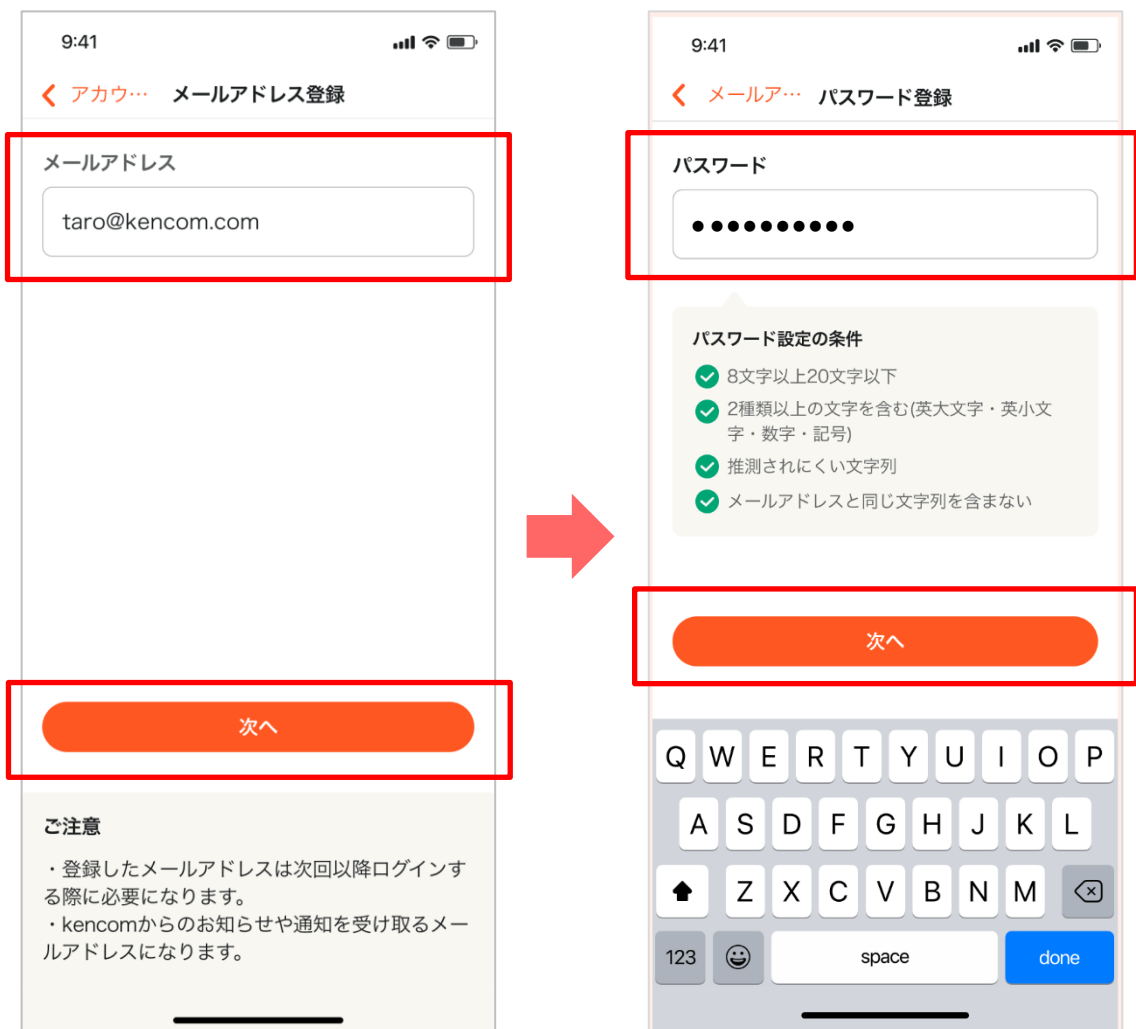 9:41
アカウ…
メールアドレス登録
メールアドレス
taro@kencom.com
次へ
ご注意
・登録したメールアドレスは次回以降ログインす
る際に必要になります。
・kencomからのお知らせや通知を受け取るメー
ルアドレスになります。
9:41
メールア…
パスワード登録
パスワード
●●●●●●●●●●
パスワード設定の条件
8文字以上20文字以下
2種類以上の文字を含む(英大文字・英小文
字・数字・記号)
推測されにくい文字列
メールアドレスと同じ文字列を含まない
次へ
Q W E R T Y U I O P
A S D F G H J K L
Z X C V B N M
123 space done